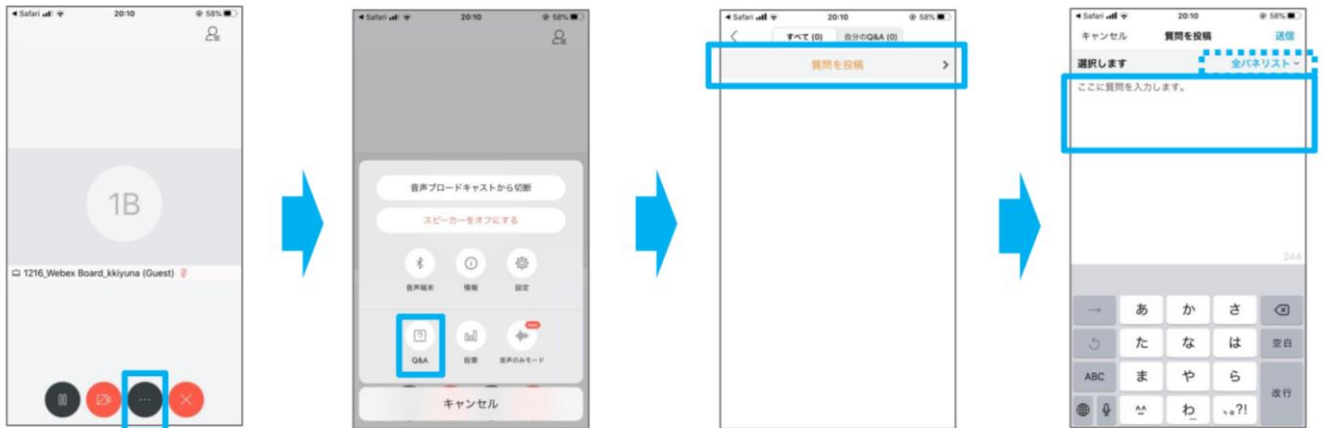 Safari 20:10 58%
1B
1216_Webex Board_kkiyuna (Guest)
Safari 20:10 58%
音声ブロードキャストから切断
スピーカーをオフにする
音声端末 情報 設定
Q&A 投票 音声のみモード
キャンセル
Safari 20:10 58%
すべて (0) 自分のQ&A (0)
質問を投稿
Safari 20:10 58%
キャンセル 質問を投稿 送信
選択します 全パネリスト
ここに質問を入力します。
244
あ か さ
た な は 空白
ABC ま や ら
改行
^^ わ_ 、。?!